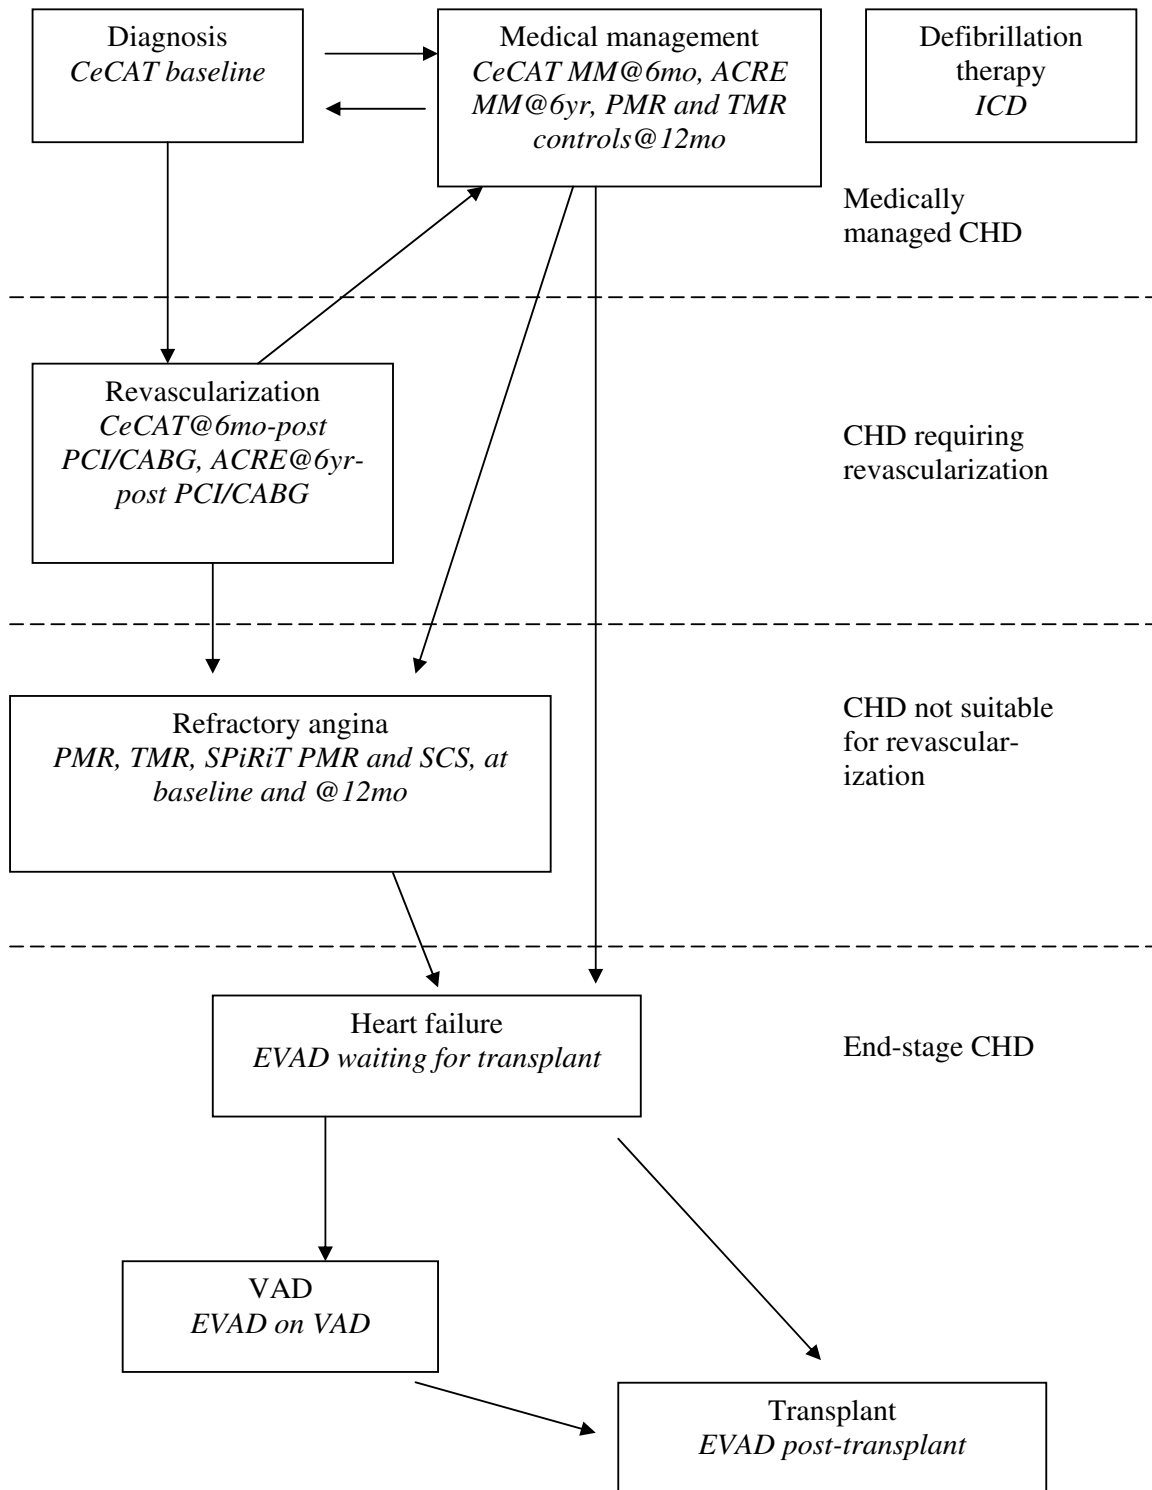 Diagnosis
CeCAT baseline
Medical management
CeCAT MM@6mo, ACRE
MM@6yr, PMR and TMR
controls@12mo
Defibrillation
therapy
ICD
Medically
managed CHD
Revascularization
CeCAT@6mo-post
PCI/CABG, ACRE@6yr-
post PCI/CABG
CHD requiring
revascularization
Refractory angina
PMR, TMR, SPiRiT PMR and SCS, at
baseline and @12mo
CHD not suitable
for revascular-
ization
Heart failure
EVAD waiting for transplant
End-stage CHD
VAD
EVAD on VAD
Transplant
EVAD post-transplant